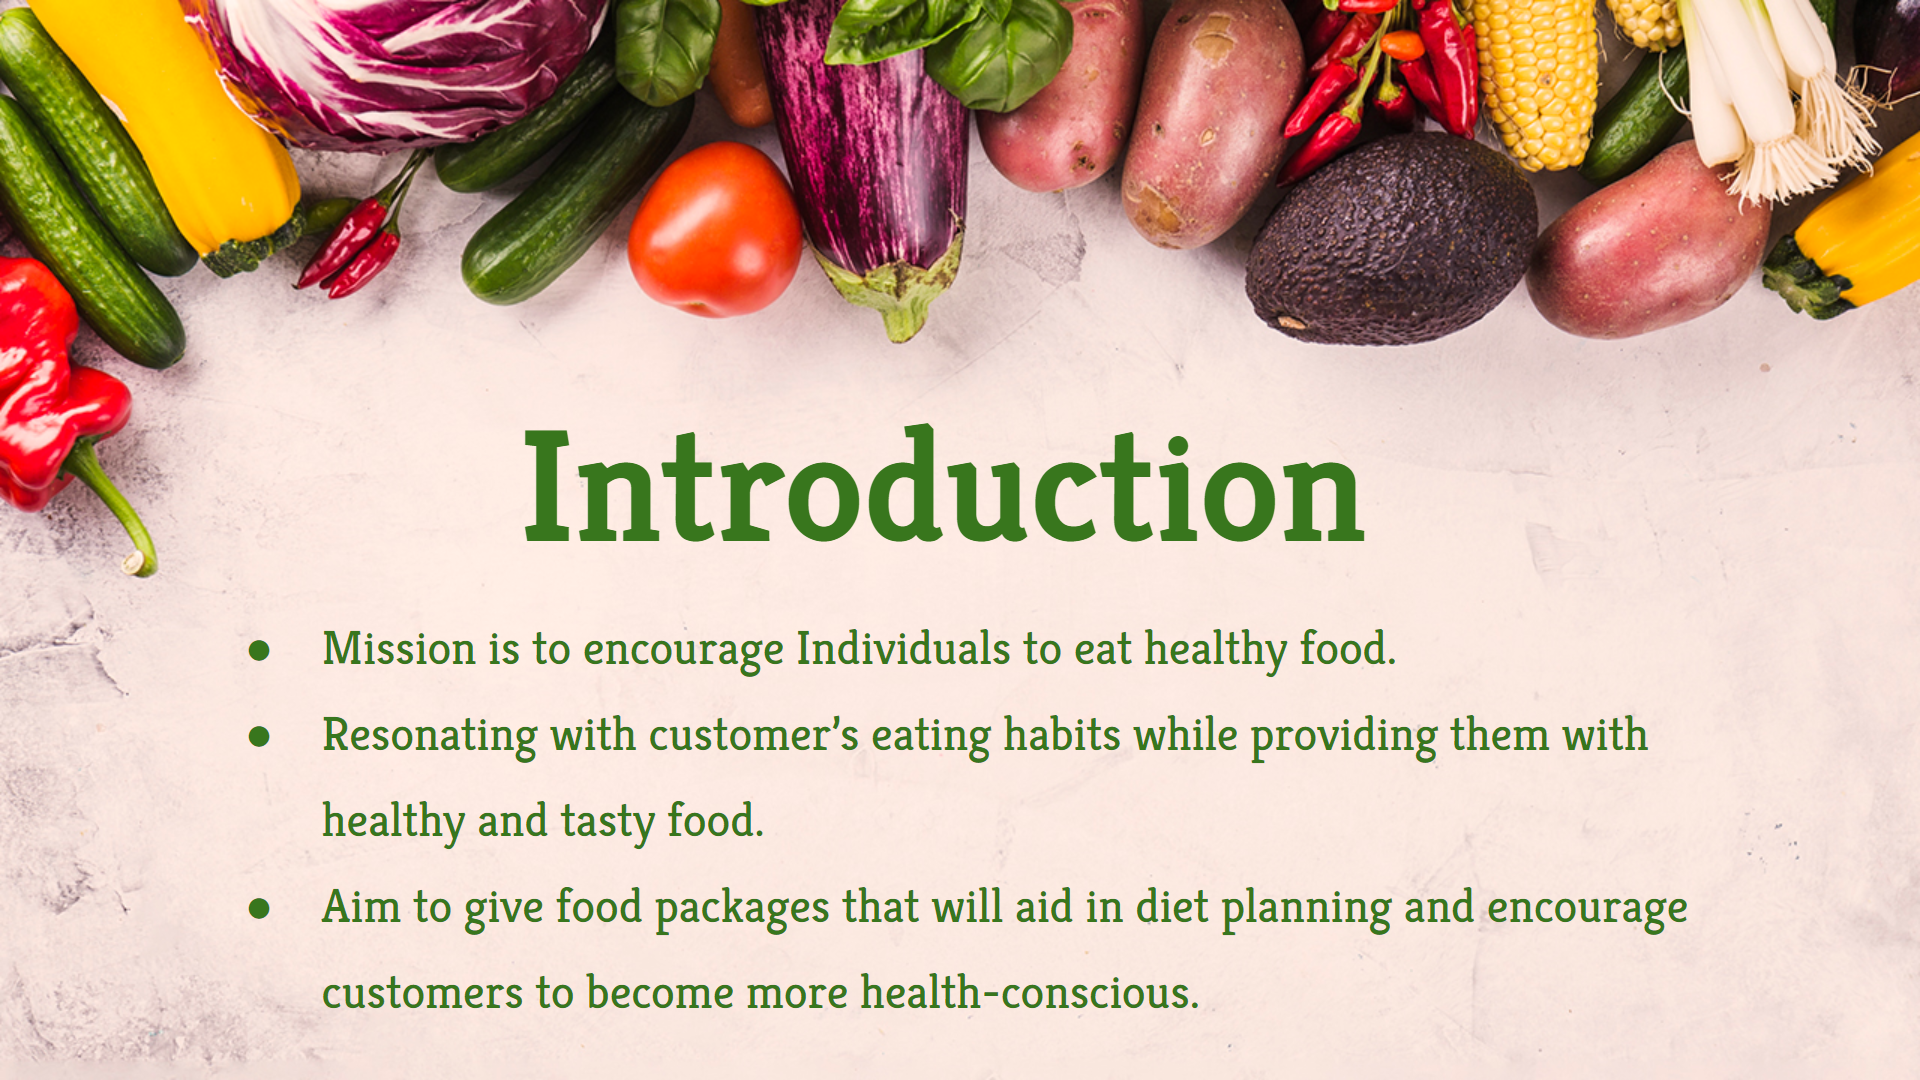 Introduction
● Mission is to encourage Individuals to eat healthy food.
● Resonating with customer’s eating habits while providing them with
healthy and tasty food.
● Aim to give food packages that will aid in diet planning and encourage
customers to become more health-conscious.